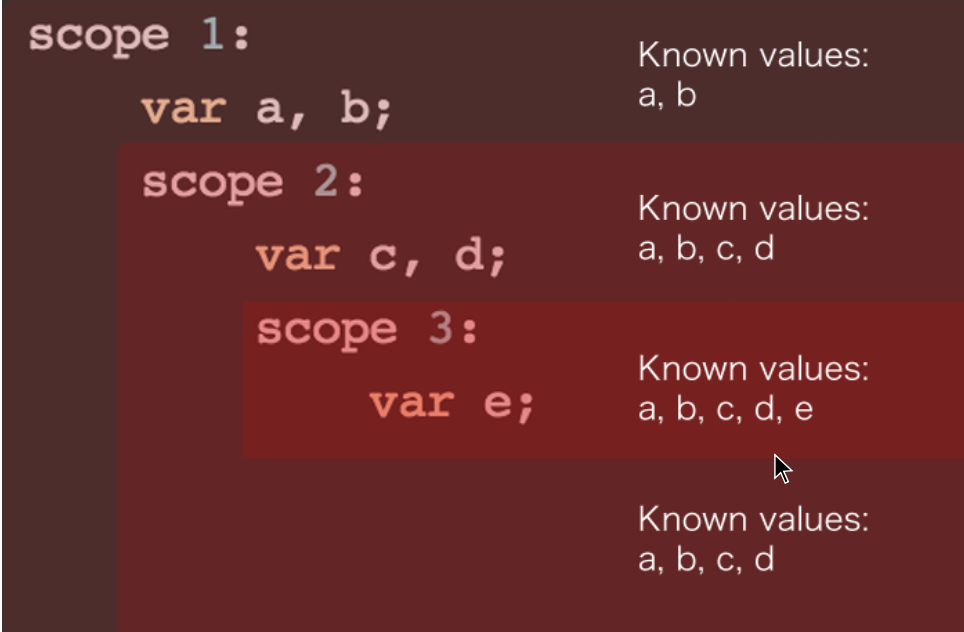 scope 1:
Known values:
a, b
var a, b;
scope 2:
Known values:
a, b, c, d
var c, d;
scope 3:
Known values:
a, b, c, d, e
var e;
Known values:
a, b, c, d